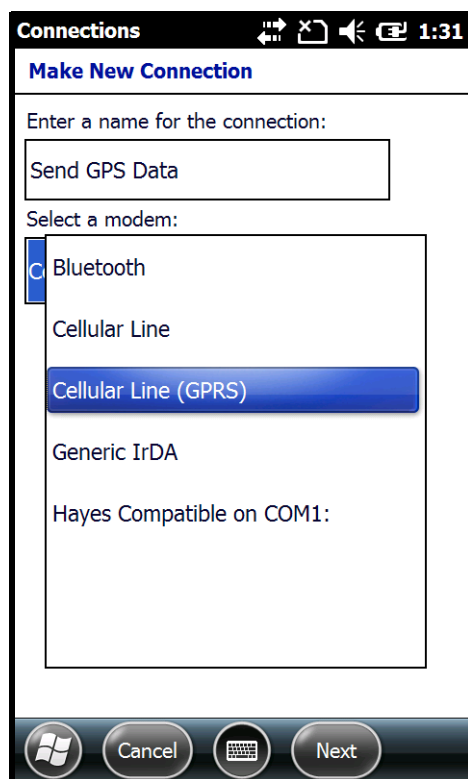 Connections 1:31
Make New Connection
Enter a name for the connection:
Send GPS Data
Select a modem:
Bluetooth
Cellular Line
Cellular Line (GPRS)
Generic IrDA
Hayes Compatible on COM1:
Cancel Next